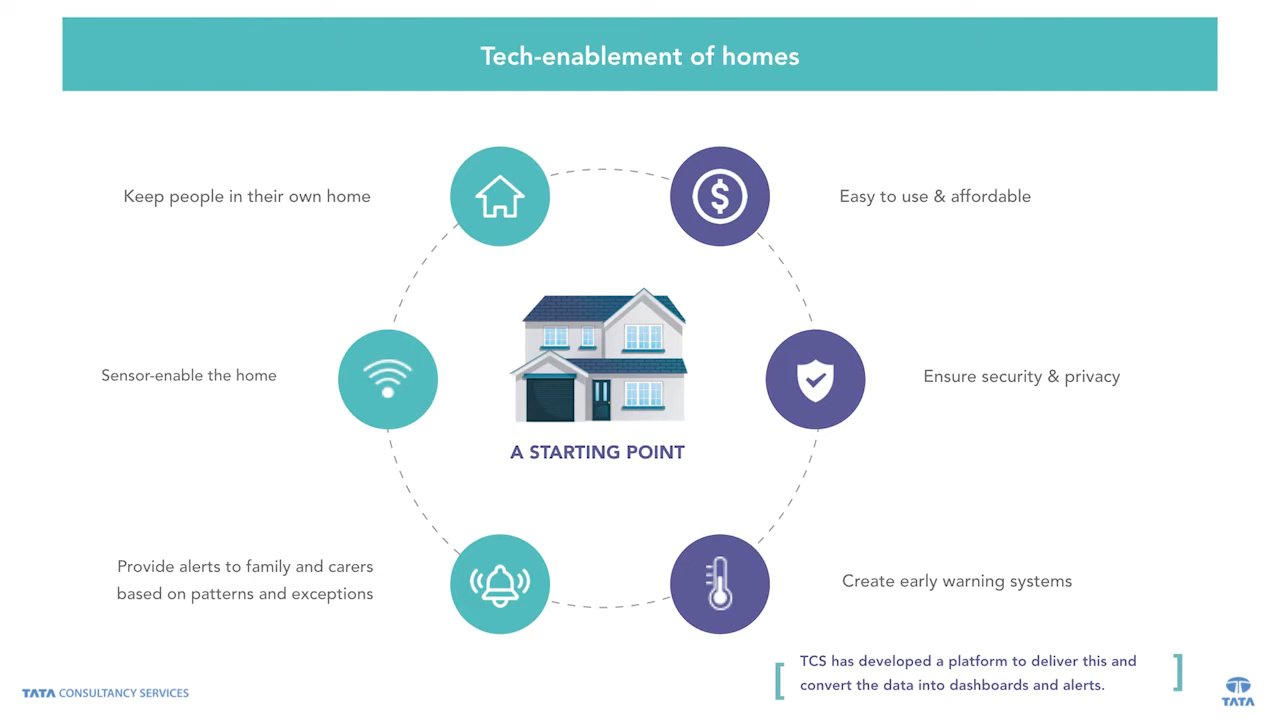 Tech-enablement of homes
Keep people in their own home
Easy to use & affordable
Sensor-enable the home
Ensure security & privacy
A STARTING POINT
Provide alerts to family and carers
based on patterns and exceptions
Create early warning systems
TCS has developed a platform to deliver this and
convert the data into dashboards and alerts.
TATA CONSULTANCY SERVICES
TATA